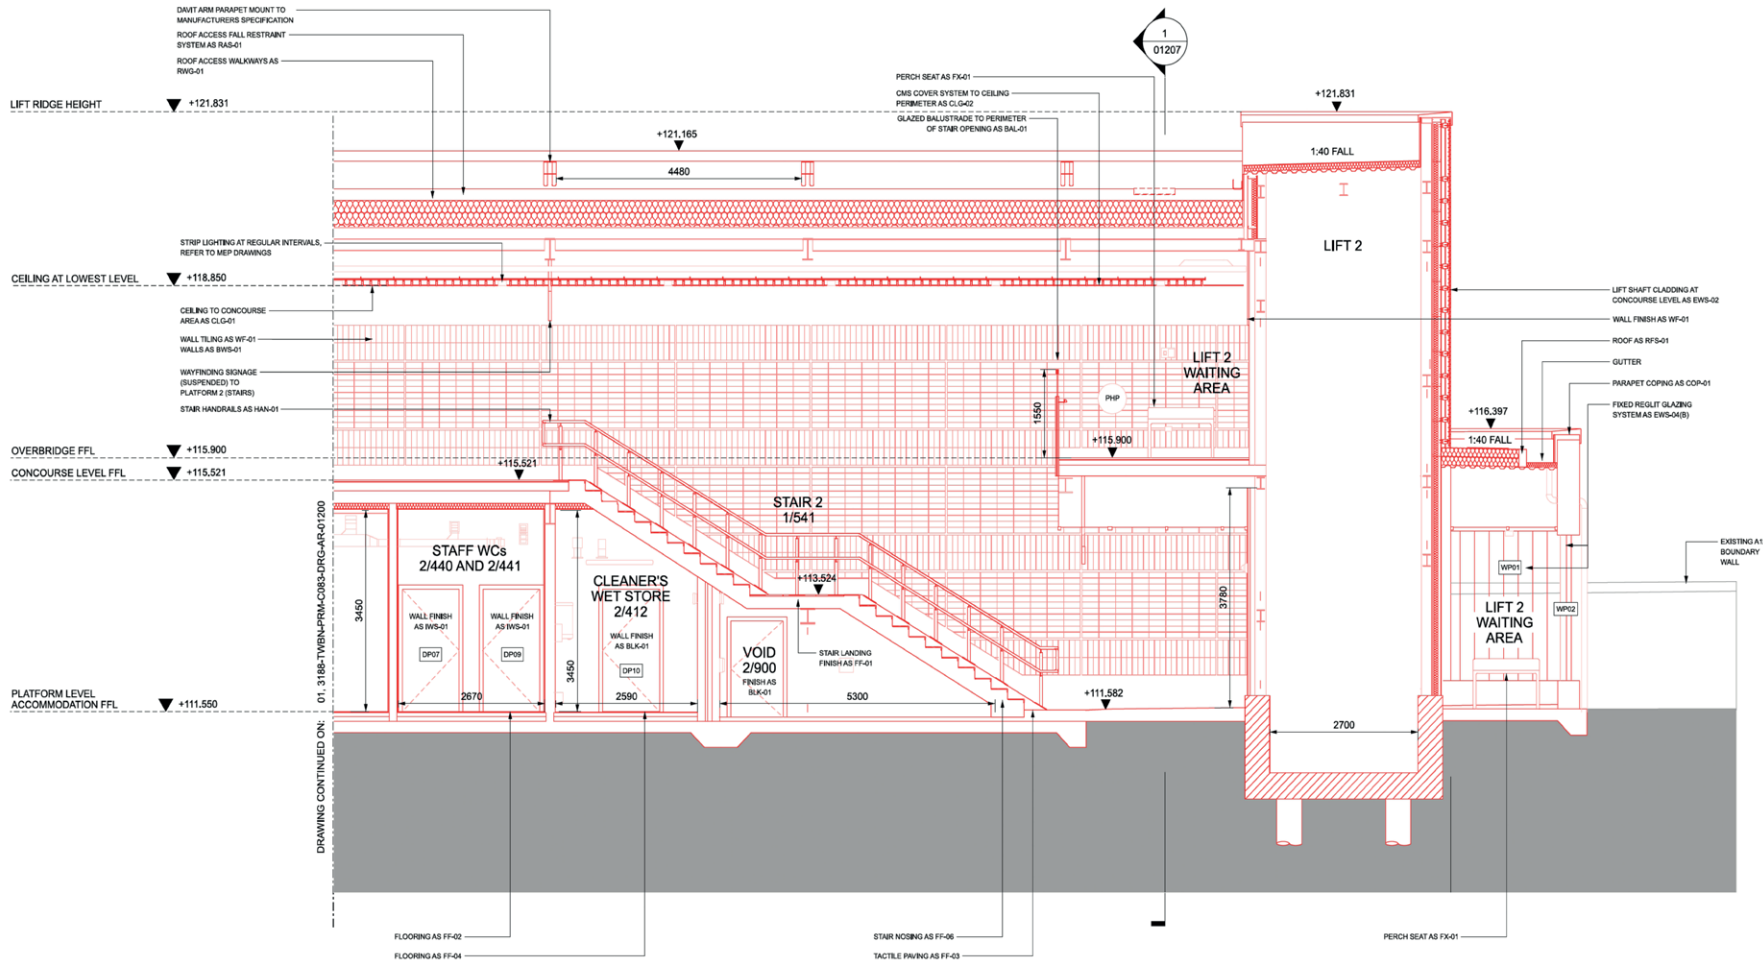 DAVIT ARM PARAPET MOUNT TO
MANUFACTURERS SPECIFICATION
ROOF ACCESS FALL RESTRAINT
SYSTEM AS RAS-01
ROOF ACCESS WALKWAYS AS
RWG-01
1
01207
PERCH SEAT AS FX-01
CMS COVER SYSTEM TO CEILING
PERIMETER AS CLG-02
GLAZED BALUSTRADE TO PERIMETER
OF STAIR OPENING AS BAL-01
LIFT RIDGE HEIGHT
+121.831
+121.831
+121.165
4480
1:40 FALL
LIFT 2
STRIP LIGHTING AT REGULAR INTERVALS,
REFER TO MEP DRAWINGS
CEILING AT LOWEST LEVEL
+118.850
CEILING TO CONCOURSE
AREA AS CLG-01
WALL TILING AS WF-01
WALLS AS BWS-01
WAYFINDING SIGNAGE
(SUSPENDED) TO
PLATFORM 2 (STAIRS)
STAIR HANDRAILS AS HAN-01
LIFT SHAFT CLADDING AT
CONCOURSE LEVEL AS EWS-02
WALL FINISH AS WF-01
ROOF AS RFS-01
GUTTER
PARAPET COPING AS COP-01
FIXED REGLIT GLAZING
SYSTEM AS EWS-04(B)
LIFT 2
WAITING
AREA
PHP
1550
+116.397
1:40 FALL
OVERBRIDGE FFL
+115.900
+115.900
CONCOURSE LEVEL FFL
+115.521
+115.521
STAIR 2
1/541
DRAWING CONTINUED ON: 01, 3188-TWBN-PRM-C083-DRG-AR-01200
3450
STAFF WCs
2/440 AND 2/441
WALL FINISH
AS IWS-01
DP07
WALL FINISH
AS IWS-01
DP09
2670
3450
CLEANER'S
WET STORE
2/412
WALL FINISH
AS BLK-01
DP10
2590
VOID
2/900
FINISH AS
BLK-01
+113.524
STAIR LANDING
FINISH AS FF-01
5300
3780
+111.582
EXISTING A1
BOUNDARY
WALL
WP01
WP02
LIFT 2
WAITING
AREA
PLATFORM LEVEL
ACCOMMODATION FFL
+111.550
2700
FLOORING AS FF-02
FLOORING AS FF-04
STAIR NOSING AS FF-06
TACTILE PAVING AS FF-03
PERCH SEAT AS FX-01